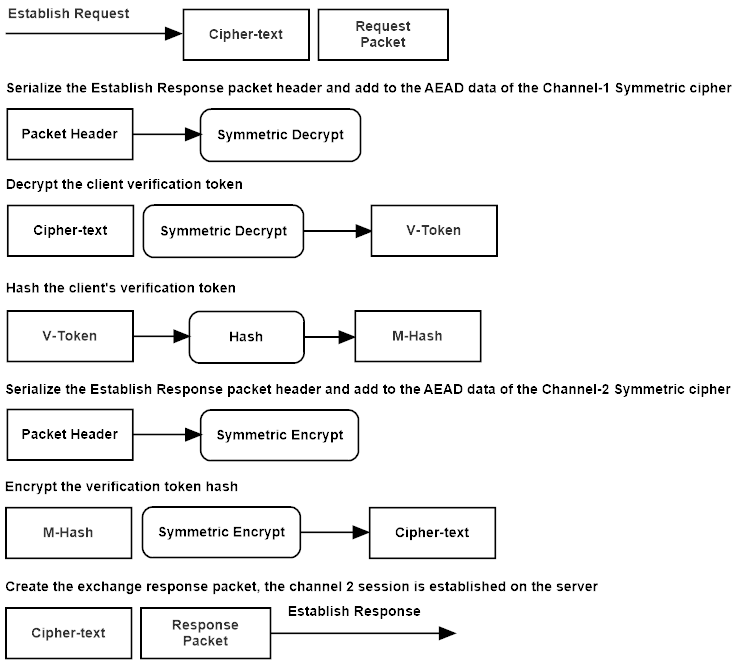 Establish Request
Cipher-text
Request
Packet
Serialize the Establish Response packet header and add to the AEAD data of the Channel-1 Symmetric cipher
Packet Header
Symmetric Decrypt
Decrypt the client verification token
Cipher-text
Symmetric Decrypt
V-Token
Hash the client's verification token
V-Token
Hash
M-Hash
Serialize the Establish Response packet header and add to the AEAD data of the Channel-2 Symmetric cipher
Packet Header
Symmetric Encrypt
Encrypt the verification token hash
M-Hash
Symmetric Encrypt
Cipher-text
Create the exchange response packet, the channel 2 session is established on the server
Cipher-text
Response
Packet
Establish Response